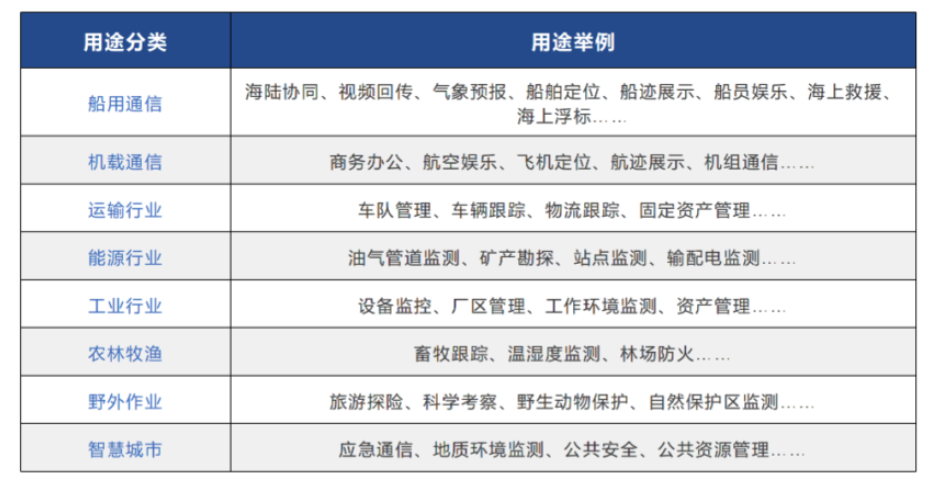 用途分类 用途举例
船用通信 海陆协同、视频回传、气象预报、船舶定位、船迹展示、船员娱乐、海上救援、
海上浮标……
机载通信 商务办公、航空娱乐、飞机定位、航迹展示、机组通信……
运输行业 车队管理、车辆跟踪、物流跟踪、固定资产管理……
能源行业 油气管道监测、矿产勘探、站点监测、输配电监测……
工业行业 设备监控、厂区管理、工作环境监测、资产管理……
农林牧渔 畜牧跟踪、温湿度监测、林场防火……
野外作业 旅游探险、科学考察、野生动物保护、自然保护区监测……
智慧城市 应急通信、地质环境监测、公共安全、公共资源管理……